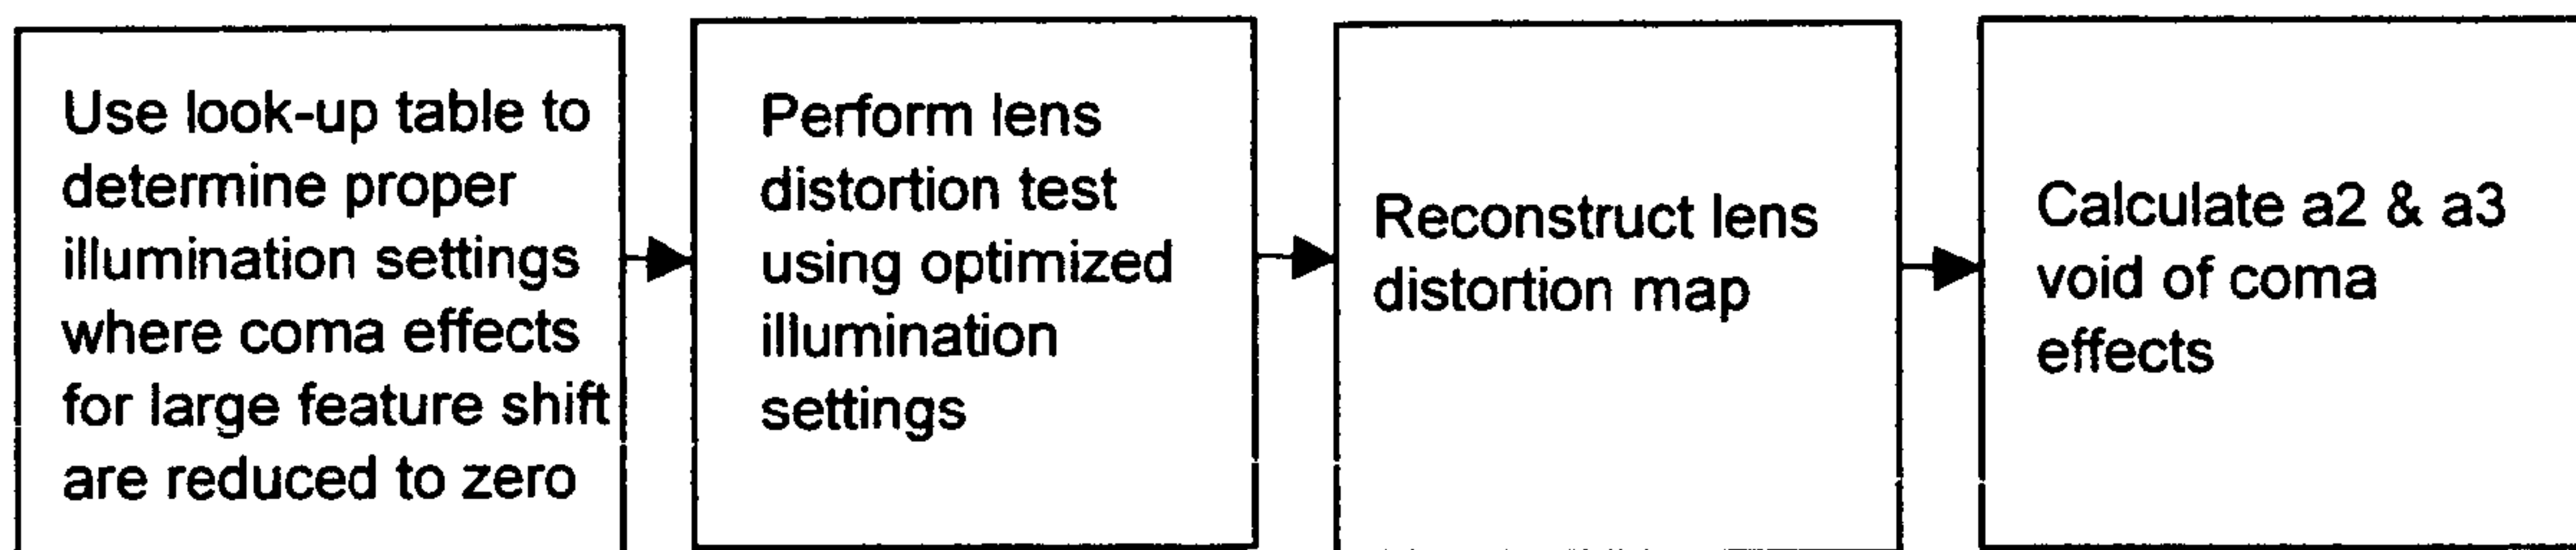 Use look-up table to
determine proper
illumination settings
where coma effects
for large feature shift
are reduced to zero
Perform lens
distortion test
using optimized
illumination
settings
Reconstruct lens
distortion map
Calculate a2 & a3
void of coma
effects